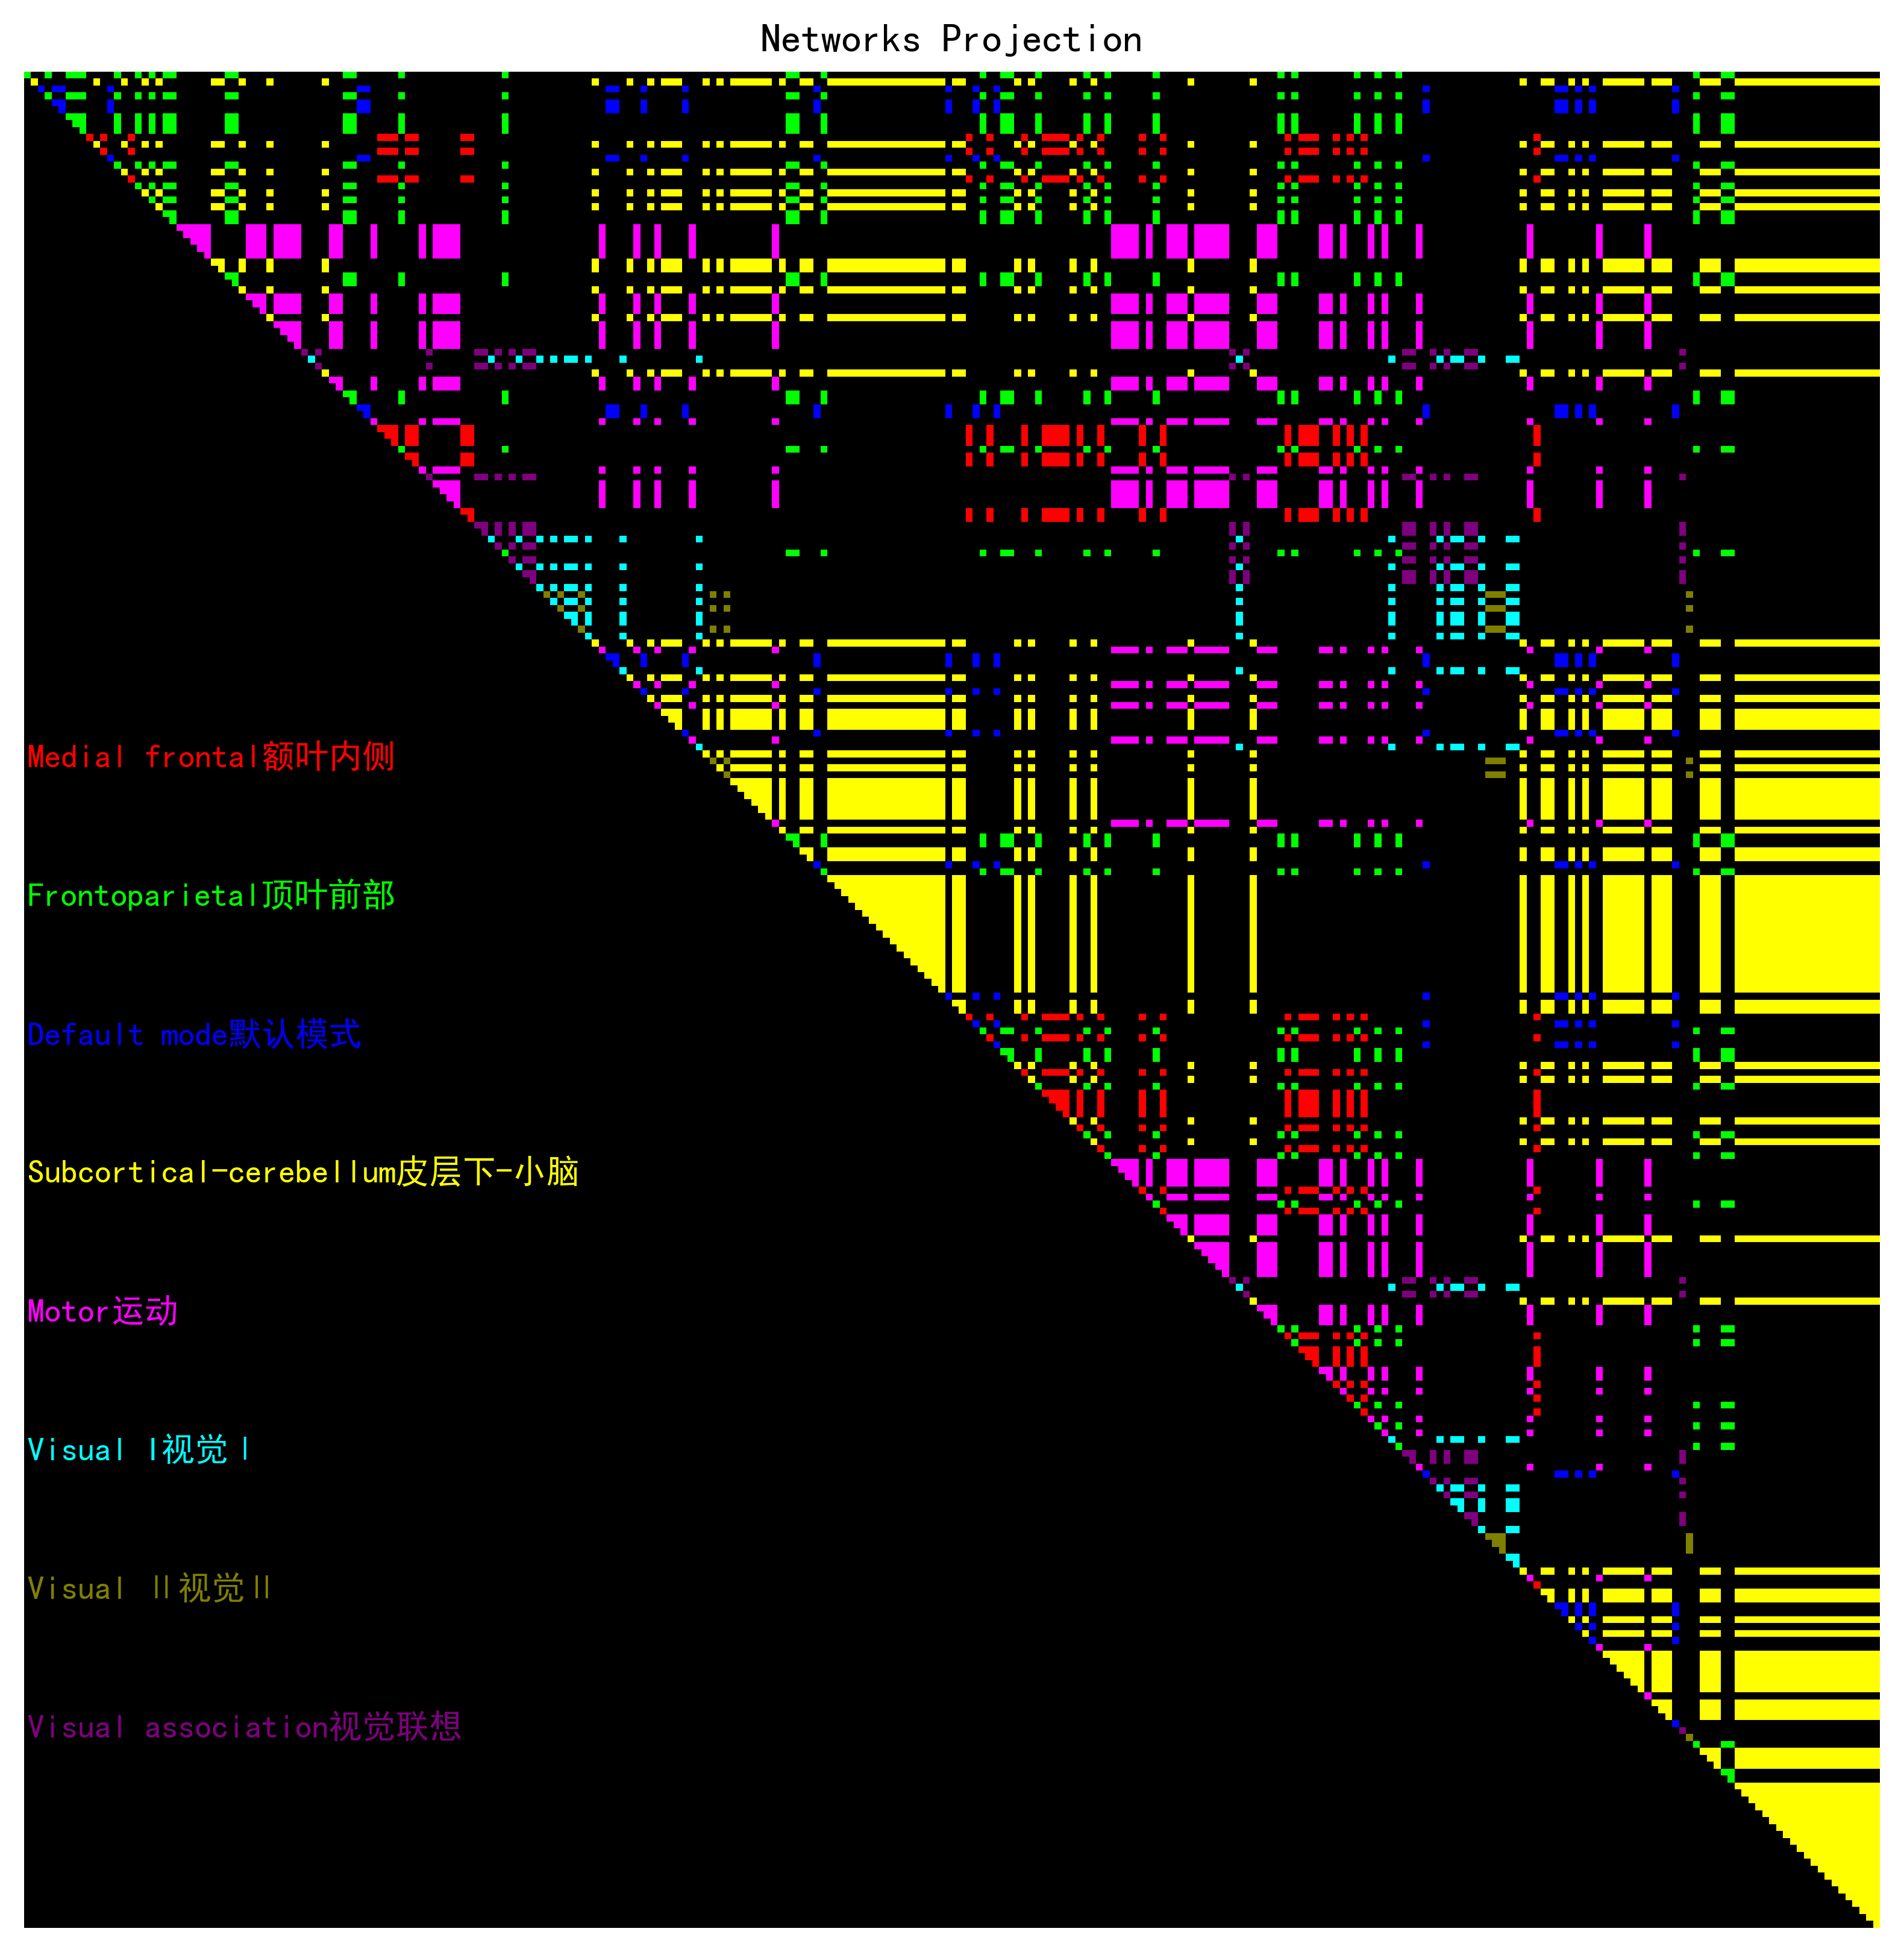 Networks Projection
Medial frontal额叶内侧
Frontoparietal顶叶前部
Default mode默认模式
Subcortical-cerebellum皮层下-小脑
Motor运动
Visual Ⅰ视觉Ⅰ
Visual Ⅱ视觉Ⅱ
Visual association视觉联想